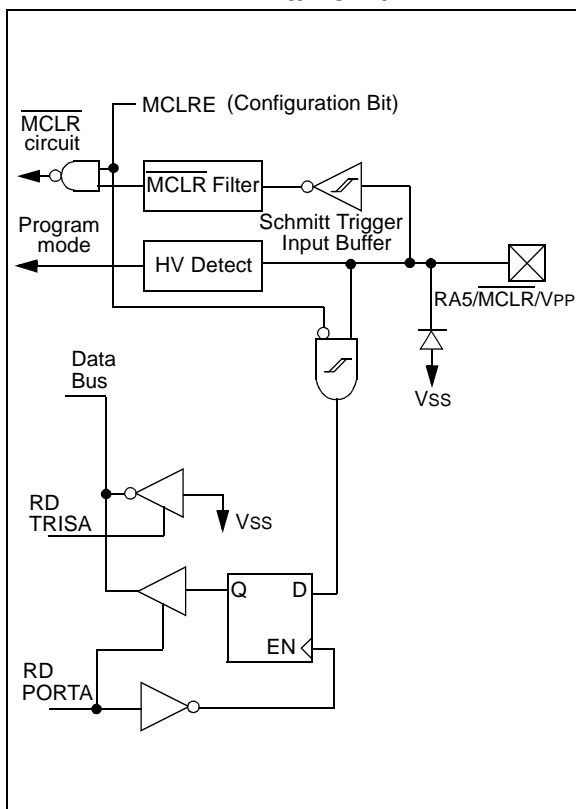 MCLRE (Configuration Bit)
MCLR
circuit
MCLR Filter
Schmitt Trigger
Input Buffer
Program
mode
HV Detect
RA5/MCLR/VPP
VSS
Data
Bus
RD
TRISA
VSS
Q
D
EN
RD
PORTA